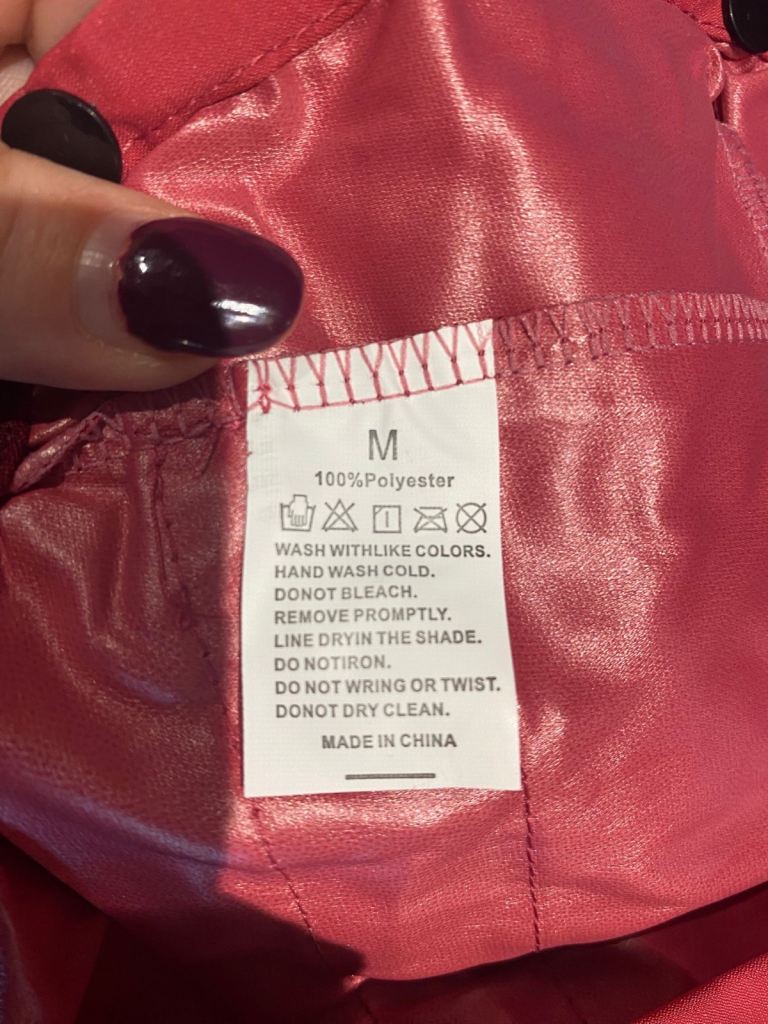 M
100%Polyester
WASH WITHLIKE COLORS.
HAND WASH COLD.
DONOT BLEACH.
REMOVE PROMPTLY.
LINE DRYIN THE SHADE.
DO NOTIRON.
DO NOT WRING OR TWIST.
DONOT DRY CLEAN.
MADE IN CHINA